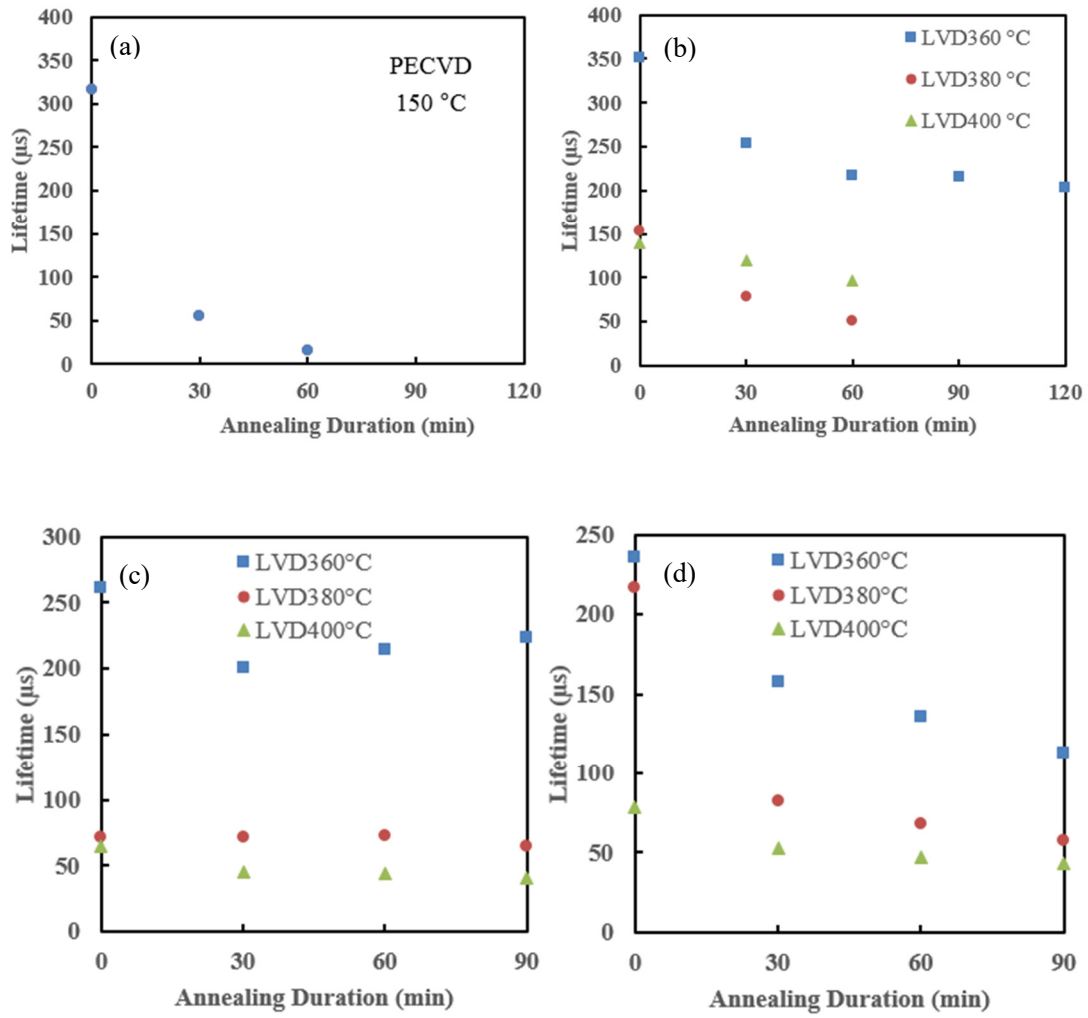 (a)
PECVD
150 °C
400
350
300
250
200
150
100
50
0
Lifetime (µs)
0 30 60 90 120
Annealing Duration (min)
(b)
LVD360 °C
LVD380 °C
LVD400 °C
400
350
300
250
200
150
100
50
0
Lifetime (µs)
0 30 60 90 120
Annealing Duration (min)
(c)
LVD360°C
LVD380°C
LVD400°C
300
250
200
150
100
50
0
Lifetime (µs)
0 30 60 90
Annealing Duration (min)
(d)
LVD360°C
LVD380°C
LVD400°C
250
200
150
100
50
0
Lifetime (µs)
0 30 60 90
Annealing Duration (min)